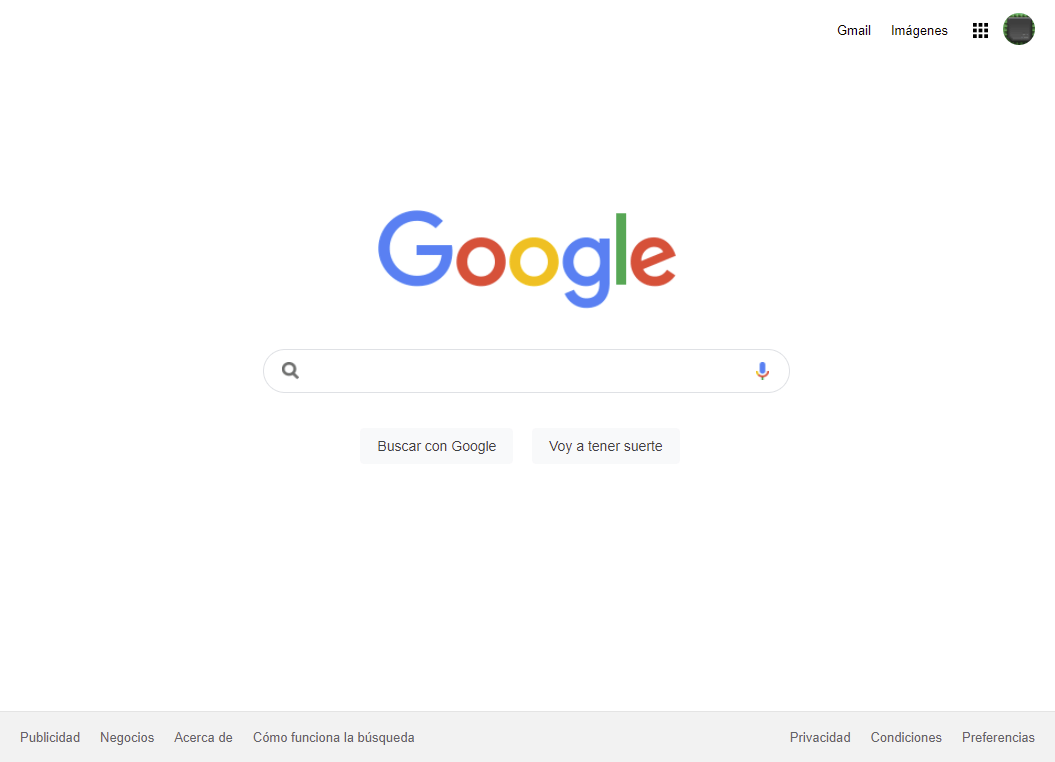 Gmail Imágenes
Google
Buscar con Google Voy a tener suerte
Publicidad Negocios Acerca de Cómo funciona la búsqueda Privacidad Condiciones Preferencias